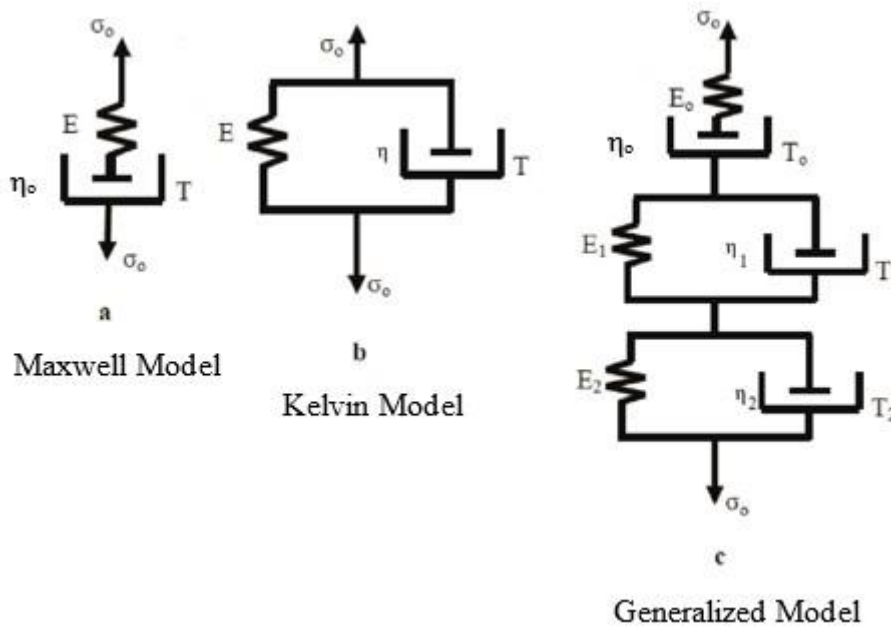 σₒ
E
ηₒ
T
σₒ
a
Maxwell Model
σₒ
E
η
T
σₒ
b
Kelvin Model
σₒ
Eₒ
ηₒ
Tₒ
E₁
η₁
T
E₂
η₂
T₂
σₒ
c
Generalized Model